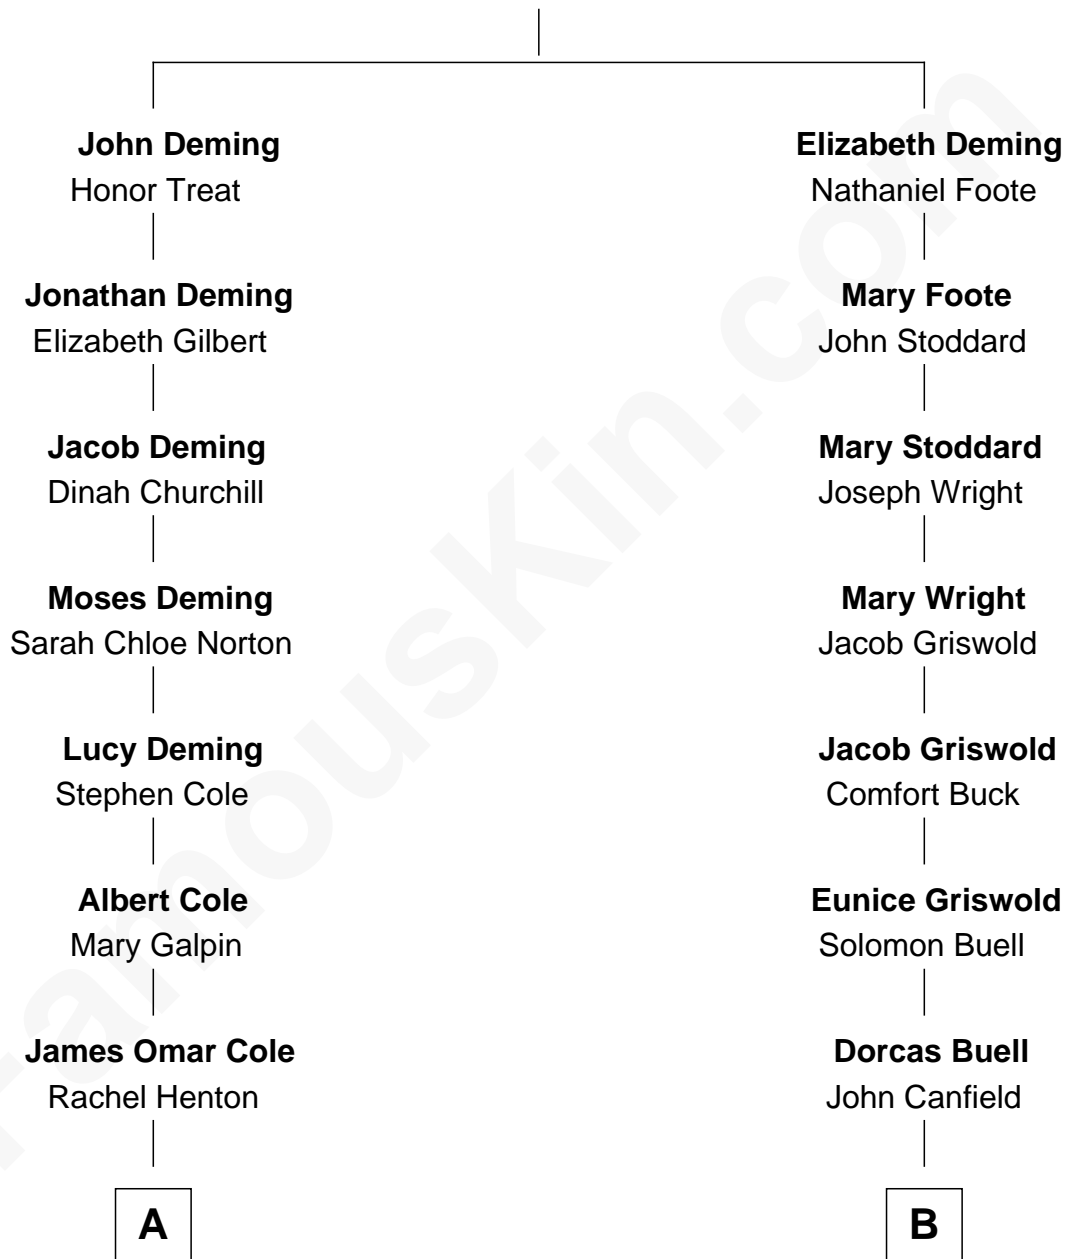 John Deming
Honor Treat
Jonathan Deming
Elizabeth Gilbert
Jacob Deming
Dinah Churchill
Moses Deming
Sarah Chloe Norton
Lucy Deming
Stephen Cole
Albert Cole
Mary Galpin
James Omar Cole
Rachel Henton
A
Elizabeth Deming
Nathaniel Foote
Mary Foote
John Stoddard
Mary Stoddard
Joseph Wright
Mary Wright
Jacob Griswold
Jacob Griswold
Comfort Buck
Eunice Griswold
Solomon Buell
Dorcas Buell
John Canfield
B
FamousKin.com